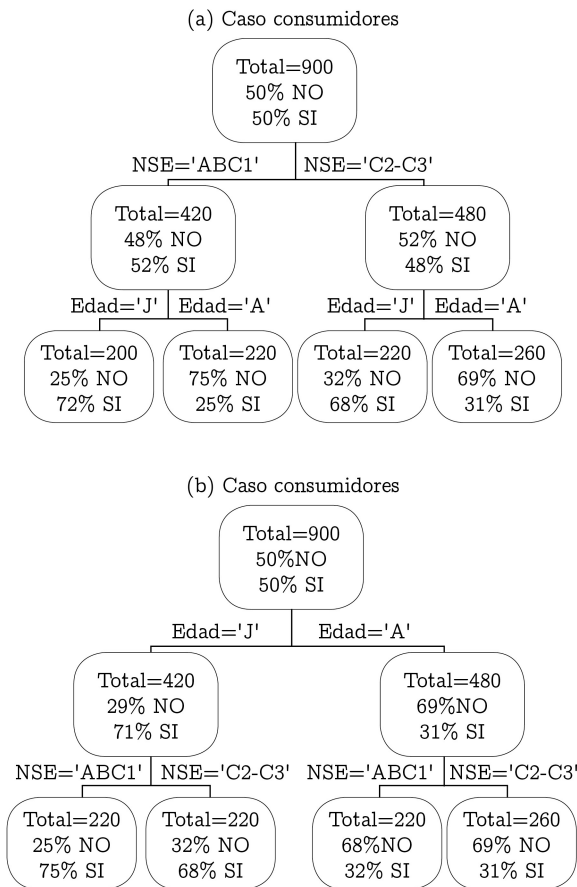 (a) Caso consumidores
Total=900
50% NO
50% SI
NSE='ABC1' NSE='C2-C3'
Total=420
48% NO
52% SI
Total=480
52% NO
48% SI
Edad='J' Edad='A' Edad='J' Edad='A'
Total=200
25% NO
72% SI
Total=220
75% NO
25% SI
Total=220
32% NO
68% SI
Total=260
69% NO
31% SI
(b) Caso consumidores
Total=900
50%NO
50% SI
Edad='J' Edad='A'
Total=420
29% NO
71% SI
Total=480
69%NO
31% SI
NSE='ABC1' NSE='C2-C3' NSE='ABC1' NSE='C2-C3'
Total=220
25% NO
75% SI
Total=220
32% NO
68% SI
Total=220
68%NO
32% SI
Total=260
69% NO
31% SI